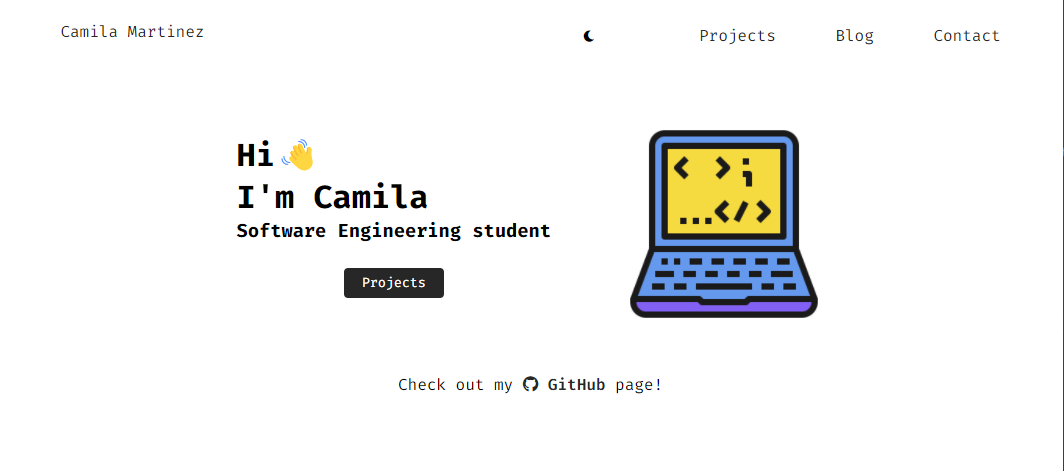 Camila Martinez
Projects Blog Contact
Hi 👋
I'm Camila
Software Engineering student
< > ;
...</>
Projects
Check out my GitHub page!